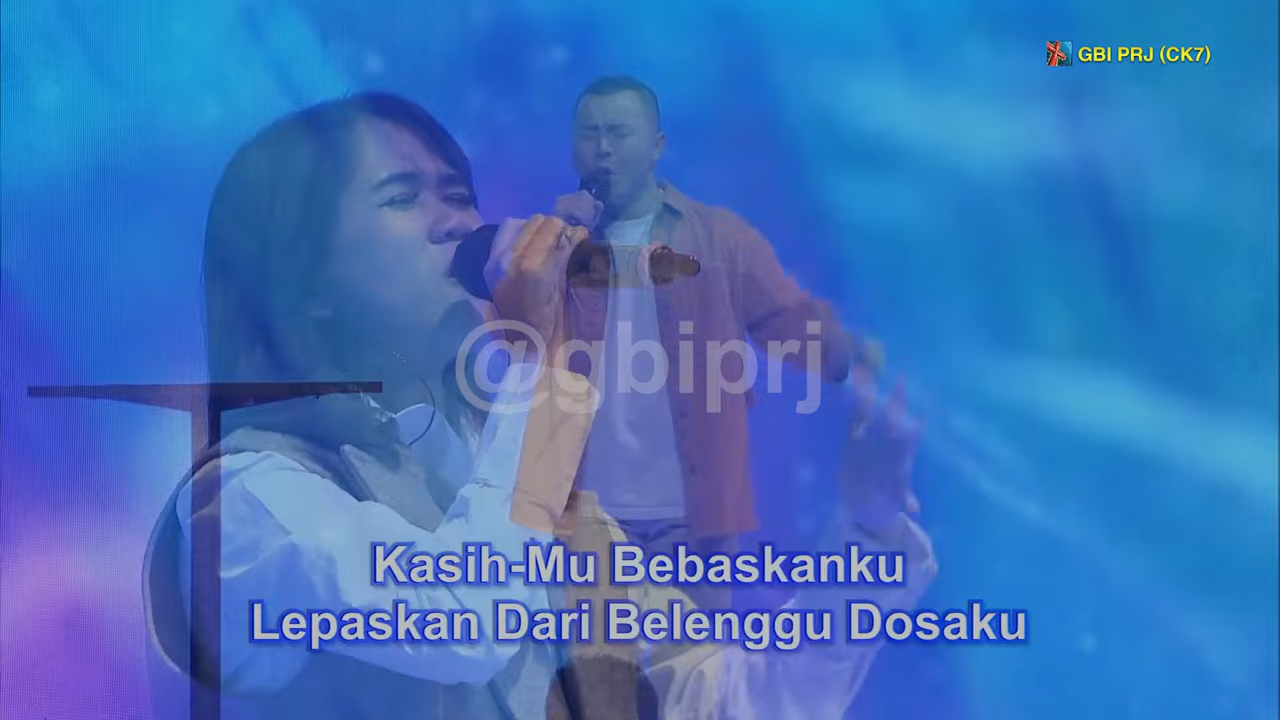 GBI PRJ (CK7)
@gbiprj
Kasih-Mu Bebaskanku
Lepaskan Dari Belenggu Dosaku